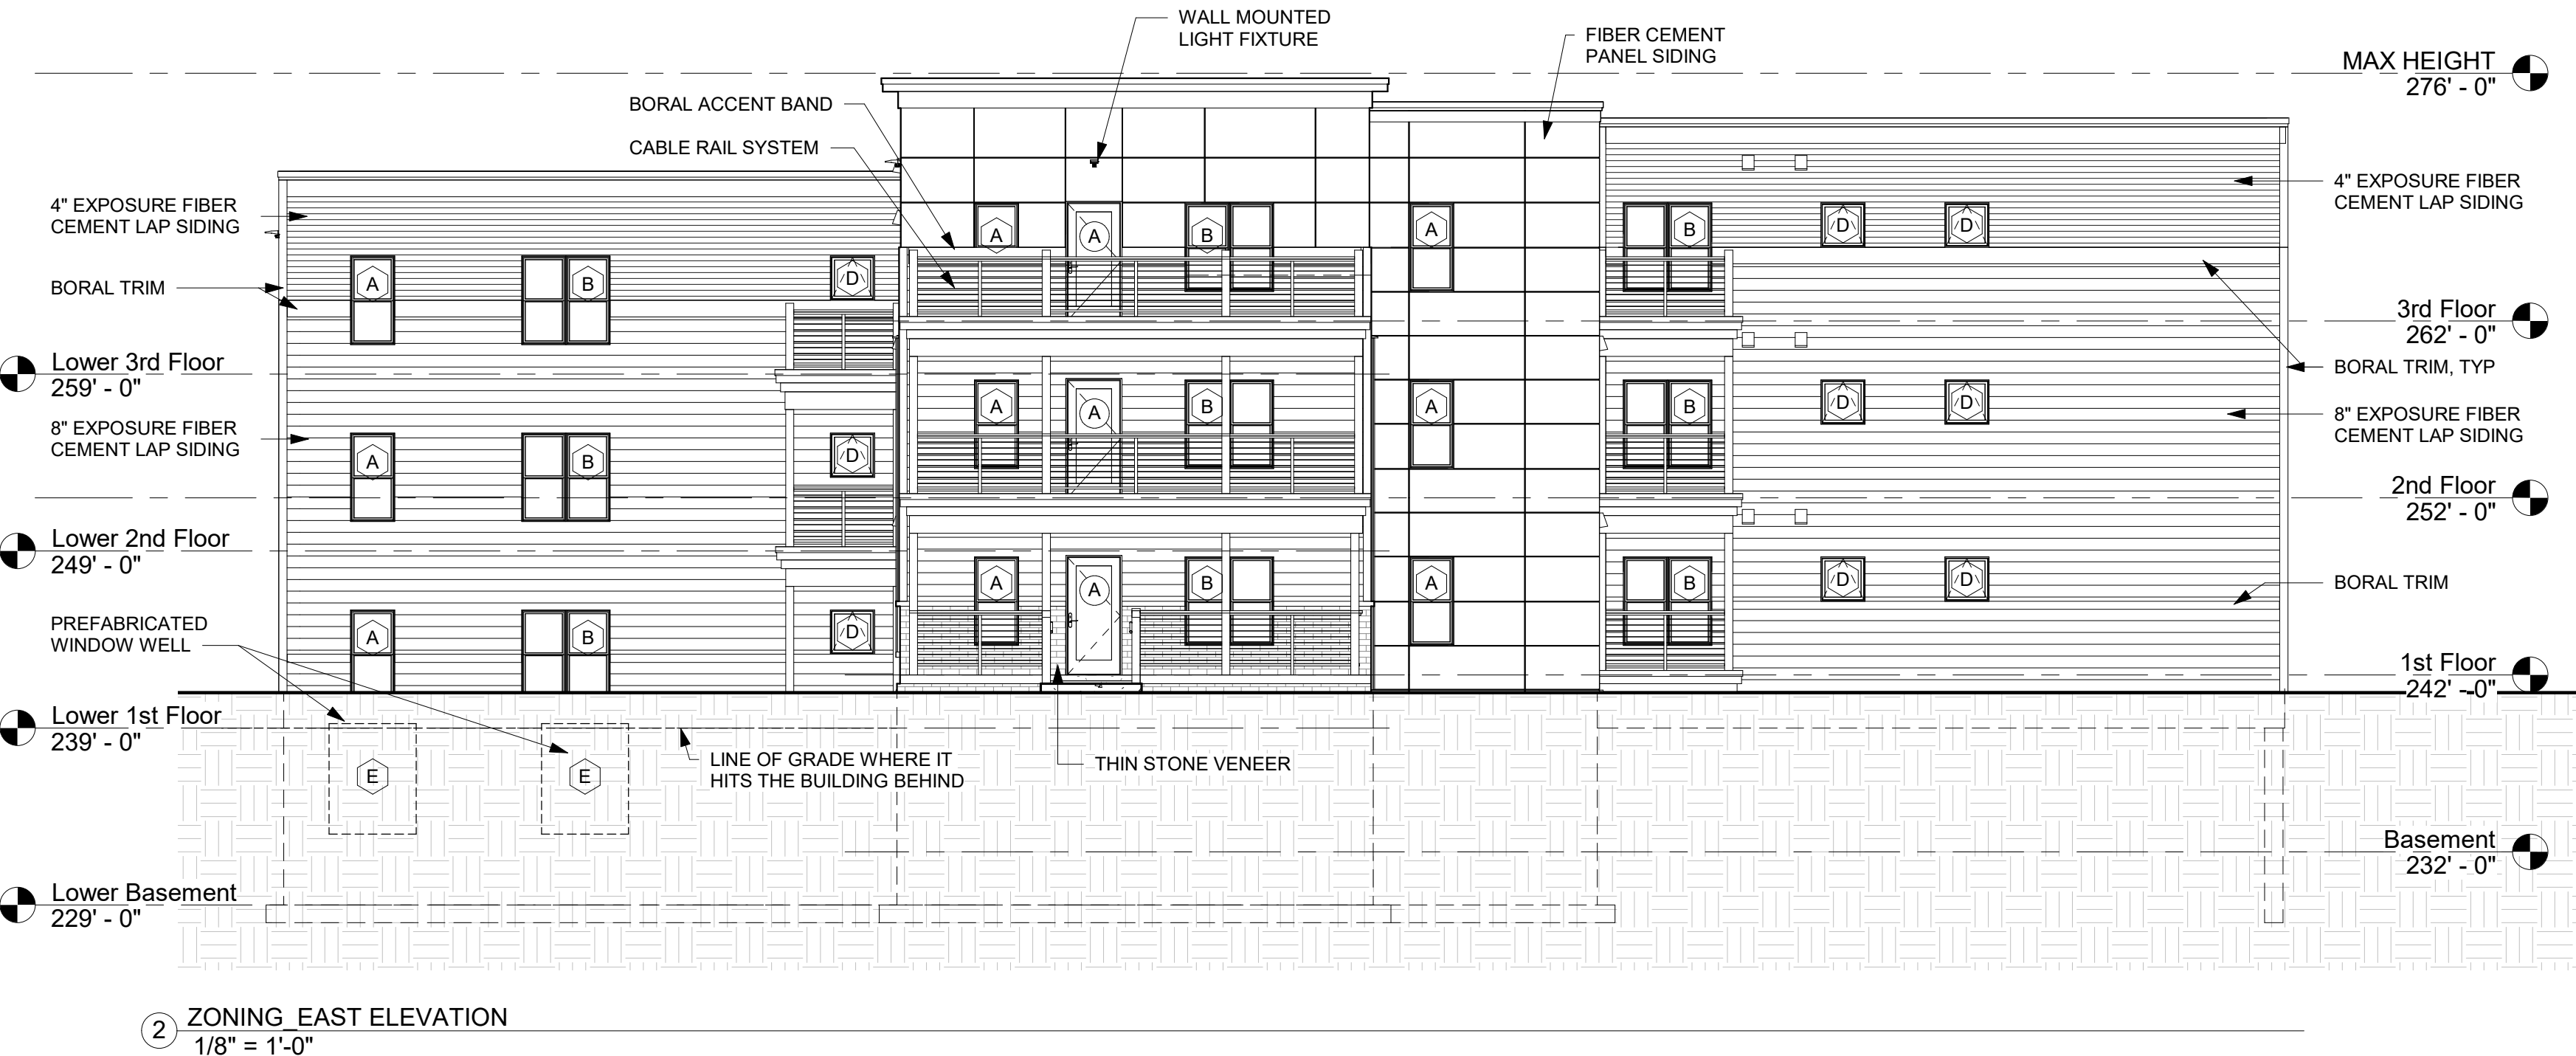 WALL MOUNTED
LIGHT FIXTURE
FIBER CEMENT
PANEL SIDING
MAX HEIGHT
276' - 0"
BORAL ACCENT BAND
CABLE RAIL SYSTEM
4" EXPOSURE FIBER
CEMENT LAP SIDING
4" EXPOSURE FIBER
CEMENT LAP SIDING
A A B A B D D
A B D
BORAL TRIM
3rd Floor
262' - 0"
Lower 3rd Floor
259' - 0"
BORAL TRIM, TYP
A A B A B D D
8" EXPOSURE FIBER
CEMENT LAP SIDING
8" EXPOSURE FIBER
CEMENT LAP SIDING
A B D
2nd Floor
252' - 0"
Lower 2nd Floor
249' - 0"
A A B A B D D
BORAL TRIM
PREFABRICATED
WINDOW WELL
A B D
1st Floor
242' - 0"
Lower 1st Floor
239' - 0"
LINE OF GRADE WHERE IT
HITS THE BUILDING BEHIND
THIN STONE VENEER
E E
Basement
232' - 0"
Lower Basement
229' - 0"
2 ZONING_EAST ELEVATION
1/8" = 1'-0"